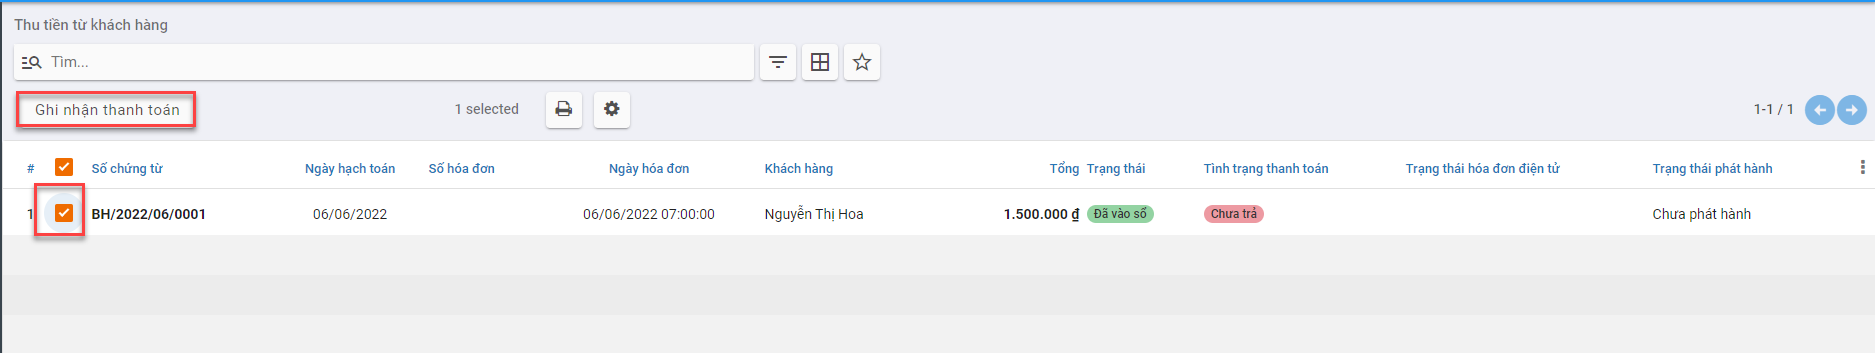 Thu tiền từ khách hàng
Tìm...
Ghi nhận thanh toán 1 selected 1-1 / 1
# Số chứng từ Ngày hạch toán Số hóa đơn Ngày hóa đơn Khách hàng Tổng Trạng thái Tình trạng thanh toán Trạng thái hóa đơn điện tử Trạng thái phát hành
1 BH/2022/06/0001 06/06/2022 06/06/2022 07:00:00 Nguyễn Thị Hoa 1.500.000 ₫ Đã vào sổ Chưa trả Chưa phát hành